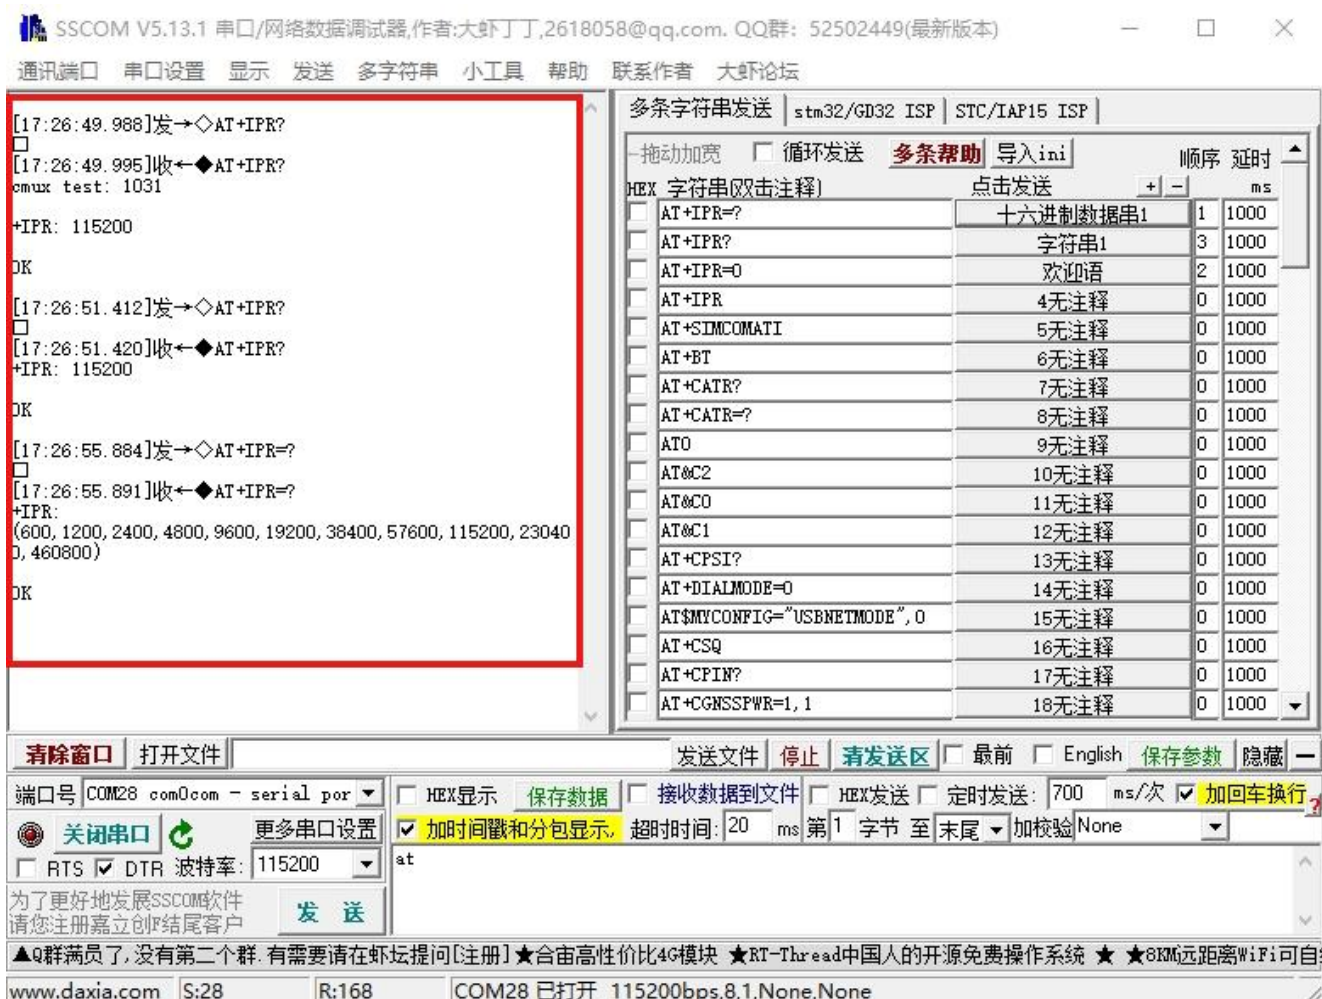 SSCOM V5.13.1 串口/网络数据调试器,作者:大虾丁丁,2618058@qq.com. QQ群: 52502449(最新版本)
通讯端口 串口设置 显示 发送 多字符串 小工具 帮助 联系作者 大虾论坛
[17:26:49.988]发→◇AT+IPR?
□
[17:26:49.995]收←◆AT+IPR?
cmux test: 1031
+IPR: 115200
OK
[17:26:51.412]发→◇AT+IPR?
□
[17:26:51.420]收←◆AT+IPR?
+IPR: 115200
OK
[17:26:55.884]发→◇AT+IPR=?
□
[17:26:55.891]收←◆AT+IPR=?
+IPR:
(600,1200,2400,4800,9600,19200,38400,57600,115200,23040
0,460800)
OK
多条字符串发送 stm32/GD32 ISP STC/IAP15 ISP
拖动加宽 循环发送 多条帮助 导入ini 顺序 延时
HEX 字符串(双击注释) 点击发送 + - ms
AT+IPR=? 十六进制数据串1 1 1000
AT+IPR? 字符串1 3 1000
AT+IPR=0 欢迎语 2 1000
AT+IPR 4无注释 0 1000
AT+SIMCOMATI 5无注释 0 1000
AT+BT 6无注释 0 1000
AT+CATR? 7无注释 0 1000
AT+CATR=? 8无注释 0 1000
ATO 9无注释 0 1000
AT&C2 10无注释 0 1000
AT&C0 11无注释 0 1000
AT&C1 12无注释 0 1000
AT+CPSI? 13无注释 0 1000
AT+DIALMODE=0 14无注释 0 1000
AT$MYCONFIG="USBNETMODE",0 15无注释 0 1000
AT+CSQ 16无注释 0 1000
AT+CPIN? 17无注释 0 1000
AT+CGNSSPWR=1,1 18无注释 0 1000
清除窗口 打开文件 发送文件 停止 清发送区 最前 English 保存参数 隐藏 —
端口号 COM28 com0com - serial por HEX显示 保存数据 接收数据到文件 HEX发送 定时发送: 700 ms/次 加回车换行 ?
关闭串口 更多串口设置 加时间戳和分包显示, 超时时间: 20 ms 第 1 字节 至 末尾 加校验 None
RTS DTR 波特率: 115200
at
为了更好地发展SSCOM软件
请您注册嘉立创F结尾客户
发 送
▲Q群满员了,没有第二个群.有需要请在虾坛提问[注册]★合宙高性价比4G模块 ★RT-Thread中国人的开源免费操作系统 ★ ★8KM远距离WiFi可自
www.daxia.com S:28 R:168 COM28 已打开 115200bps,8,1,None,None